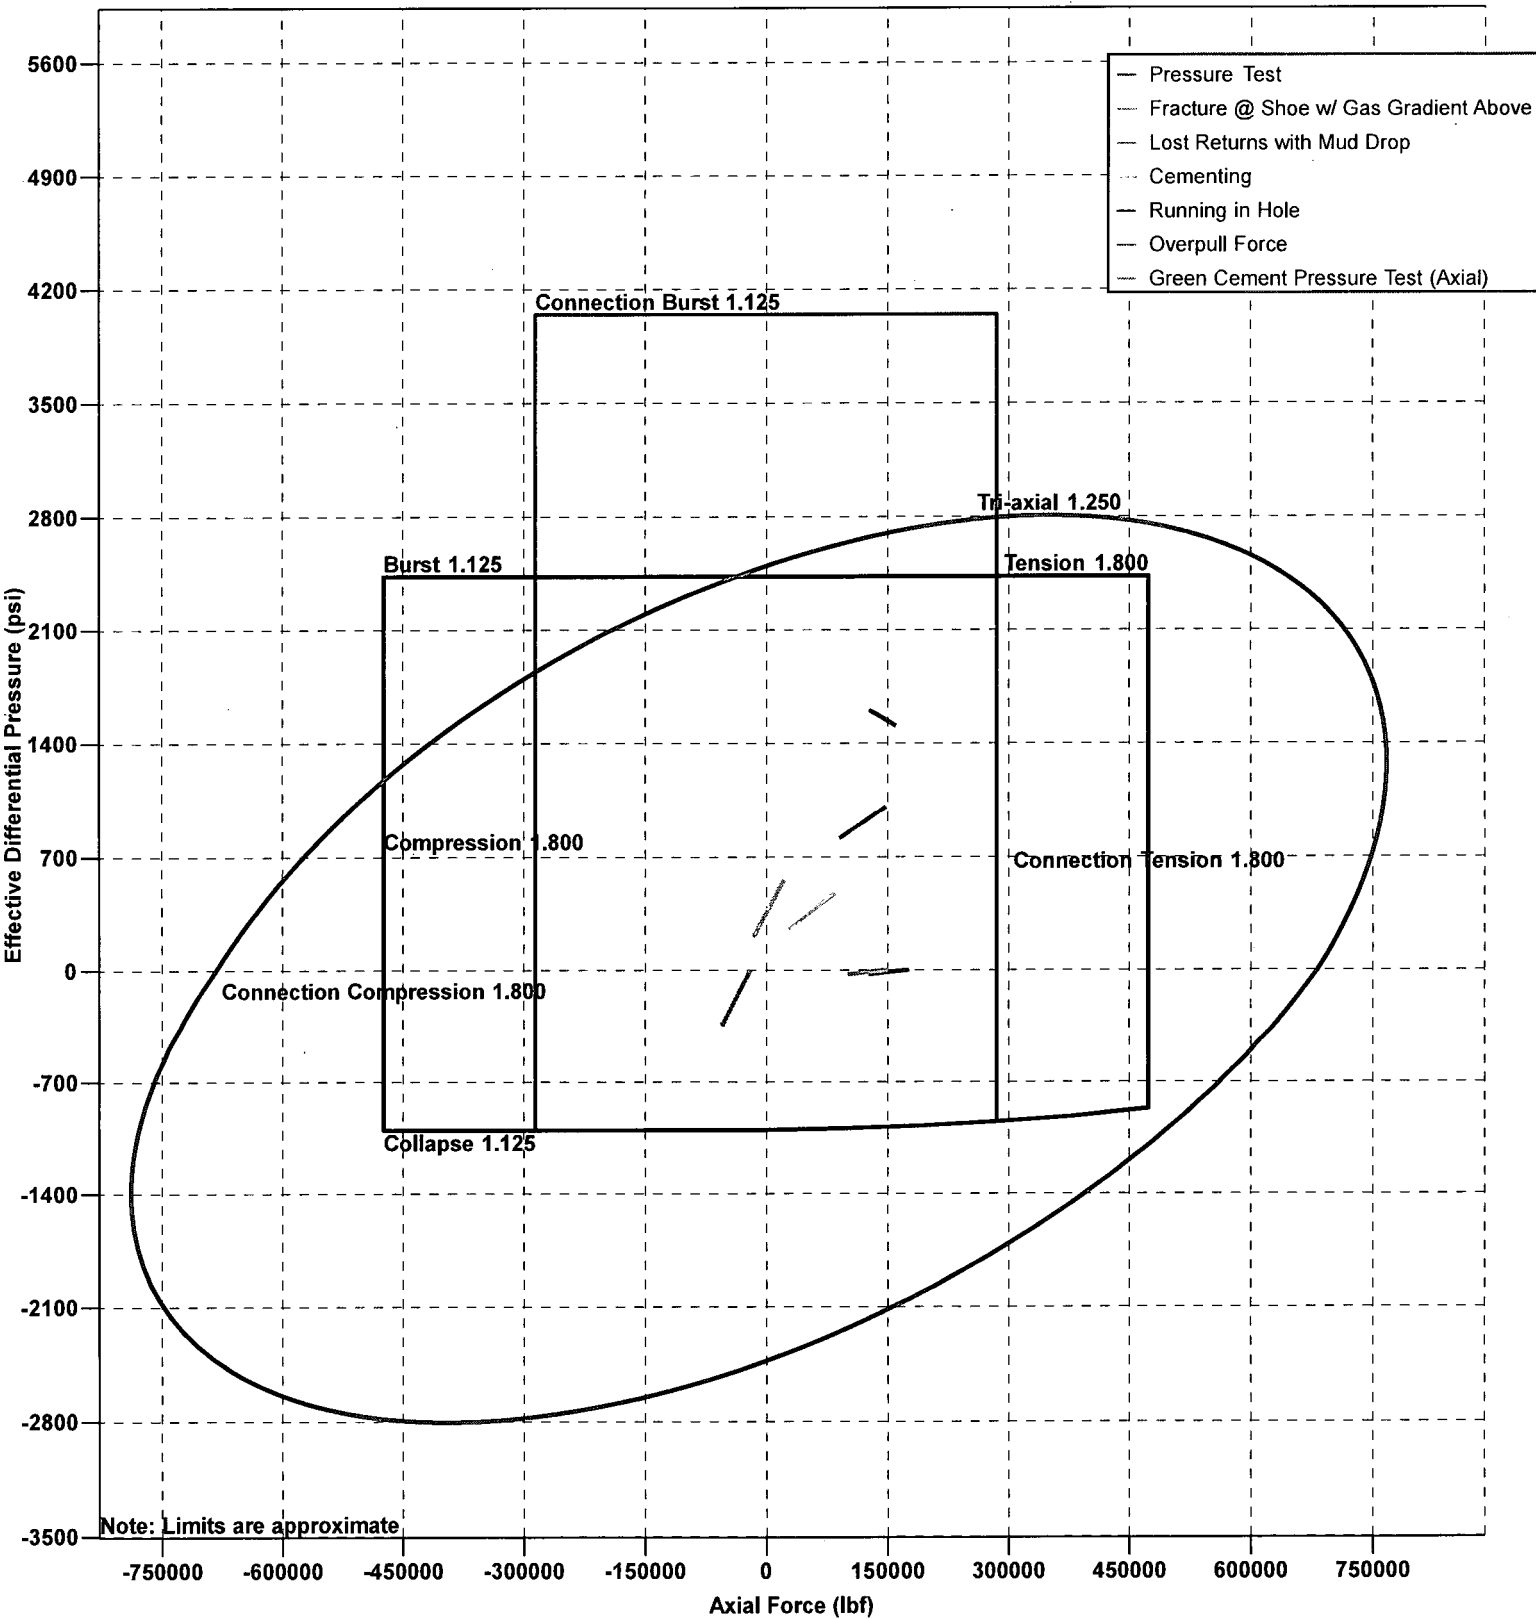 5600
4900
4200
3500
2800
2100
1400
700
0
-700
-1400
-2100
-2800
-3500
Effective Differential Pressure (psi)
Pressure Test
Fracture @ Shoe w/ Gas Gradient Above
Lost Returns with Mud Drop
Cementing
Running in Hole
Overpull Force
Green Cement Pressure Test (Axial)
Connection Burst 1.125
Tri-axial 1.250
Burst 1.125
Tension 1.800
Compression 1.800
Connection Tension 1.800
Connection Compression 1.800
Collapse 1.125
Note: Limits are approximate
-750000 -600000 -450000 -300000 -150000 0 150000 300000 450000 600000 750000
Axial Force (lbf)